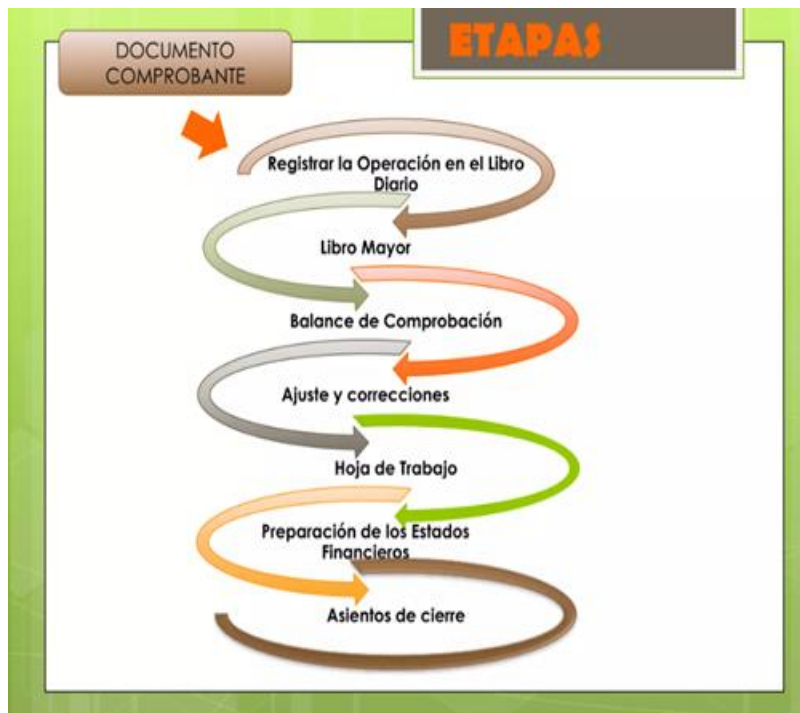 DOCUMENTO
COMPROBANTE
ETAPAS
Registrar la Operación en el Libro
Diario
Libro Mayor
Balance de Comprobación
Ajuste y correcciones
Hoja de Trabajo
Preparación de los Estados
Financieros
Asientos de cierre